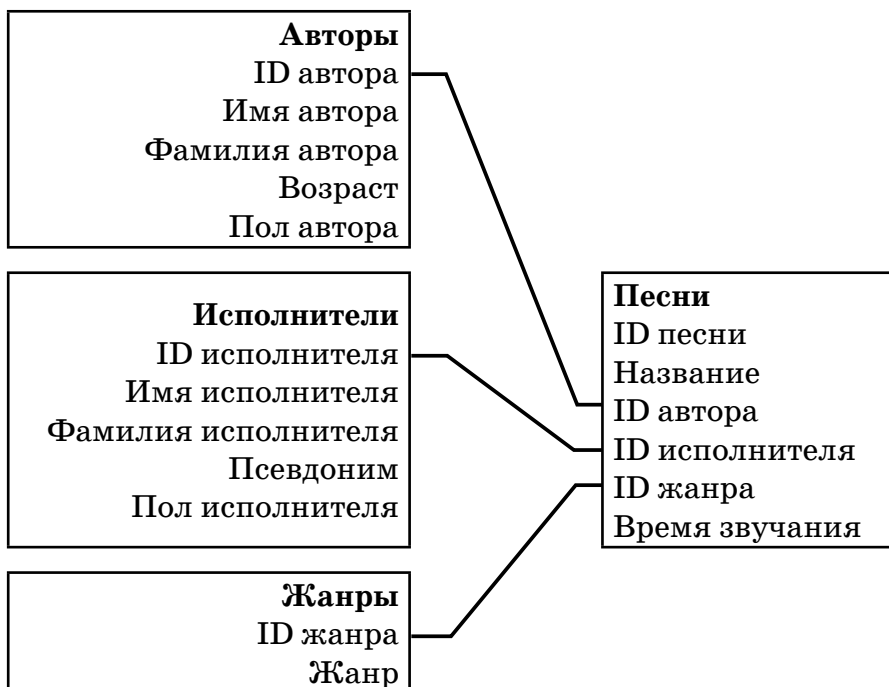 Авторы
ID автора
Имя автора
Фамилия автора
Возраст
Пол автора
Исполнители
ID исполнителя
Имя исполнителя
Фамилия исполнителя
Псевдоним
Пол исполнителя
Жанры
ID жанра
Жанр
Песни
ID песни
Название
ID автора
ID исполнителя
ID жанра
Время звучания